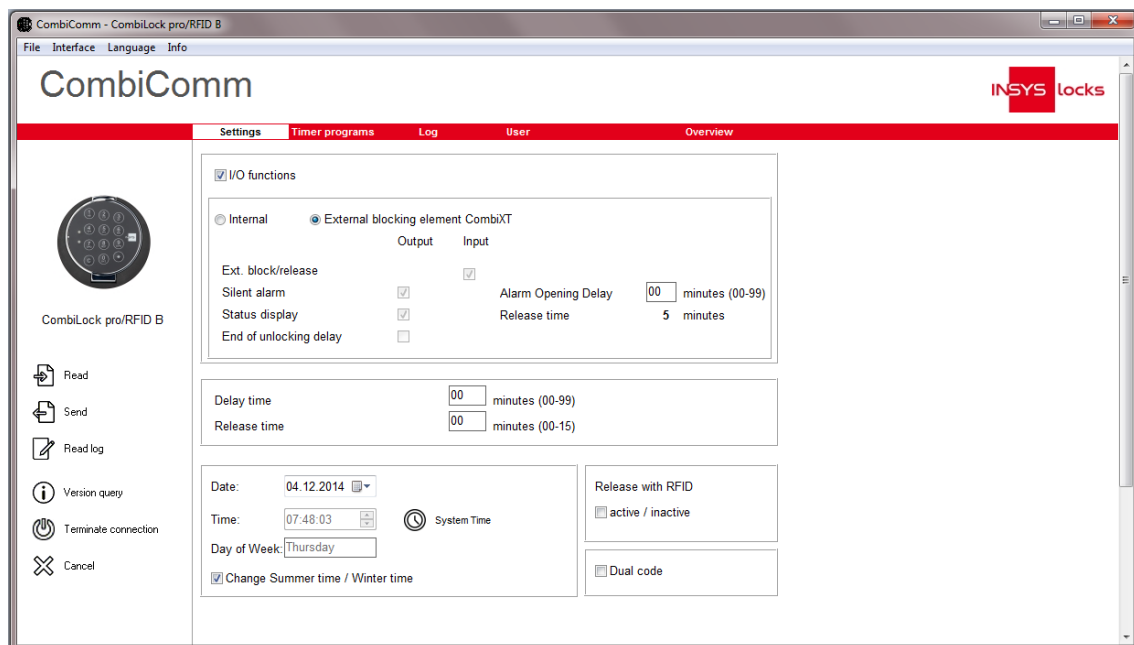 CombiComm - CombiLock pro/RFID B
File Interface Language Info
CombiComm
INSYS locks
Settings Timer programs Log User Overview
I/O functions
Internal External blocking element CombiXT
Output Input
Ext. block/release
Silent alarm Alarm Opening Delay 00 minutes (00-99)
Status display Release time 5 minutes
End of unlocking delay
CombiLock pro/RFID B
Read
Send
Read log
Version query
Terminate connection
Cancel
Delay time 00 minutes (00-99)
Release time 00 minutes (00-15)
Date: 04.12.2014
Time: 07:48:03 System Time
Day of Week: Thursday
Change Summer time / Winter time
Release with RFID
active / inactive
Dual code